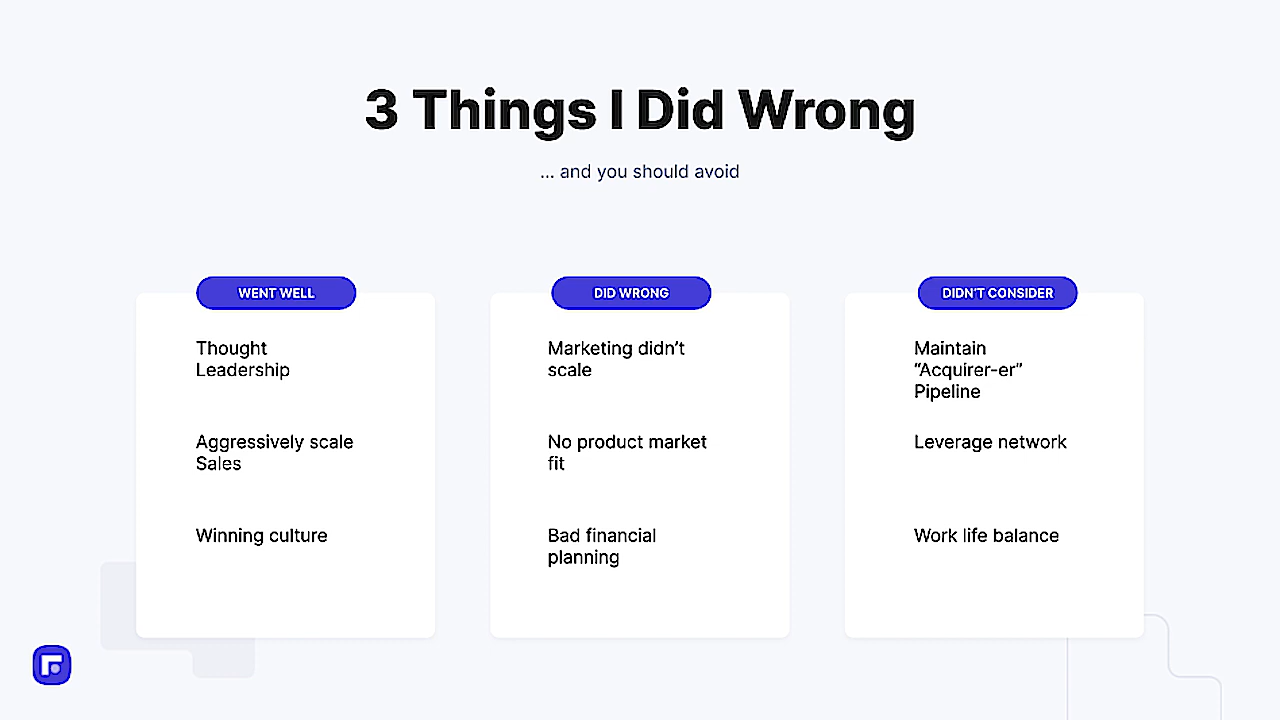 3 Things I Did Wrong
... and you should avoid
WENT WELL
Thought
Leadership
Aggressively scale
Sales
Winning culture
DID WRONG
Marketing didn’t
scale
No product market
fit
Bad financial
planning
DIDN’T CONSIDER
Maintain
“Acquirer-er”
Pipeline
Leverage network
Work life balance